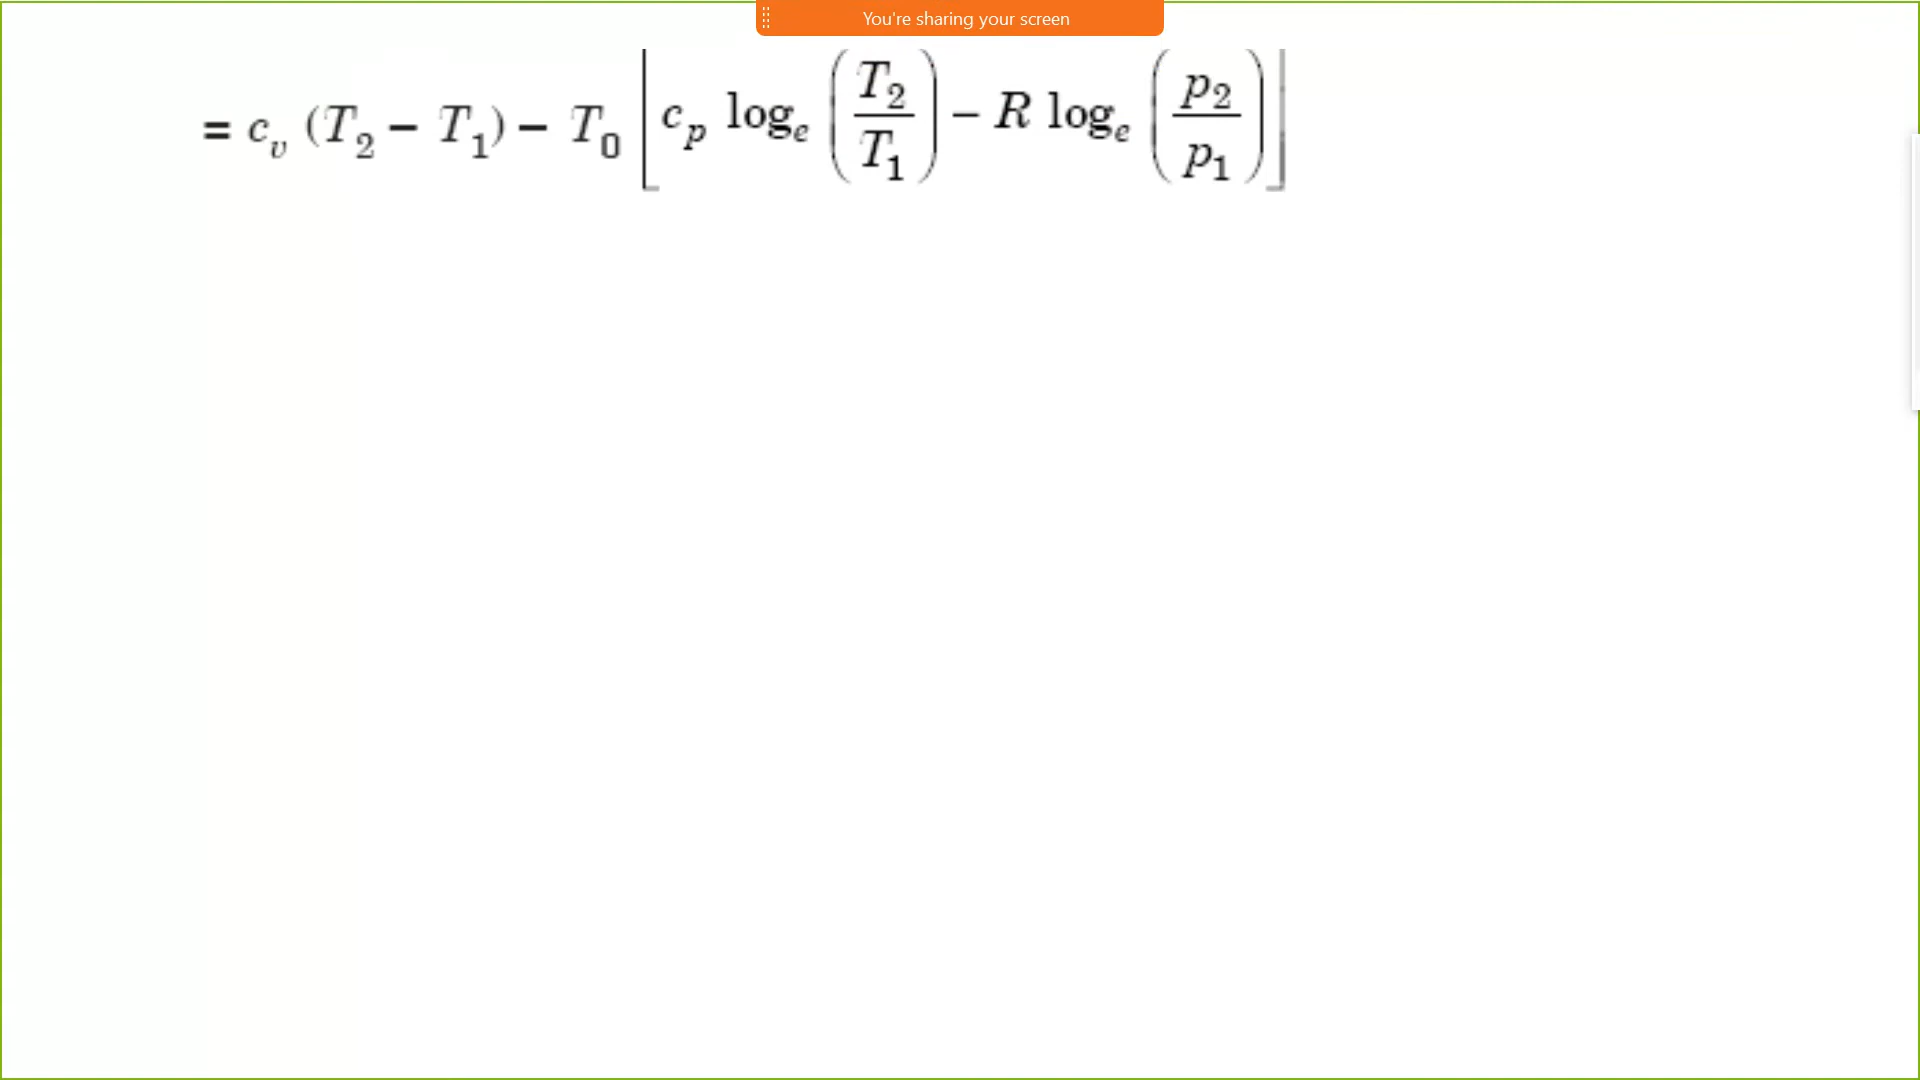 You're sharing your screen
= c_v (T_2 − T_1) − T_0 [c_p log_e (T_2/T_1) − R log_e (p_2/p_1)]